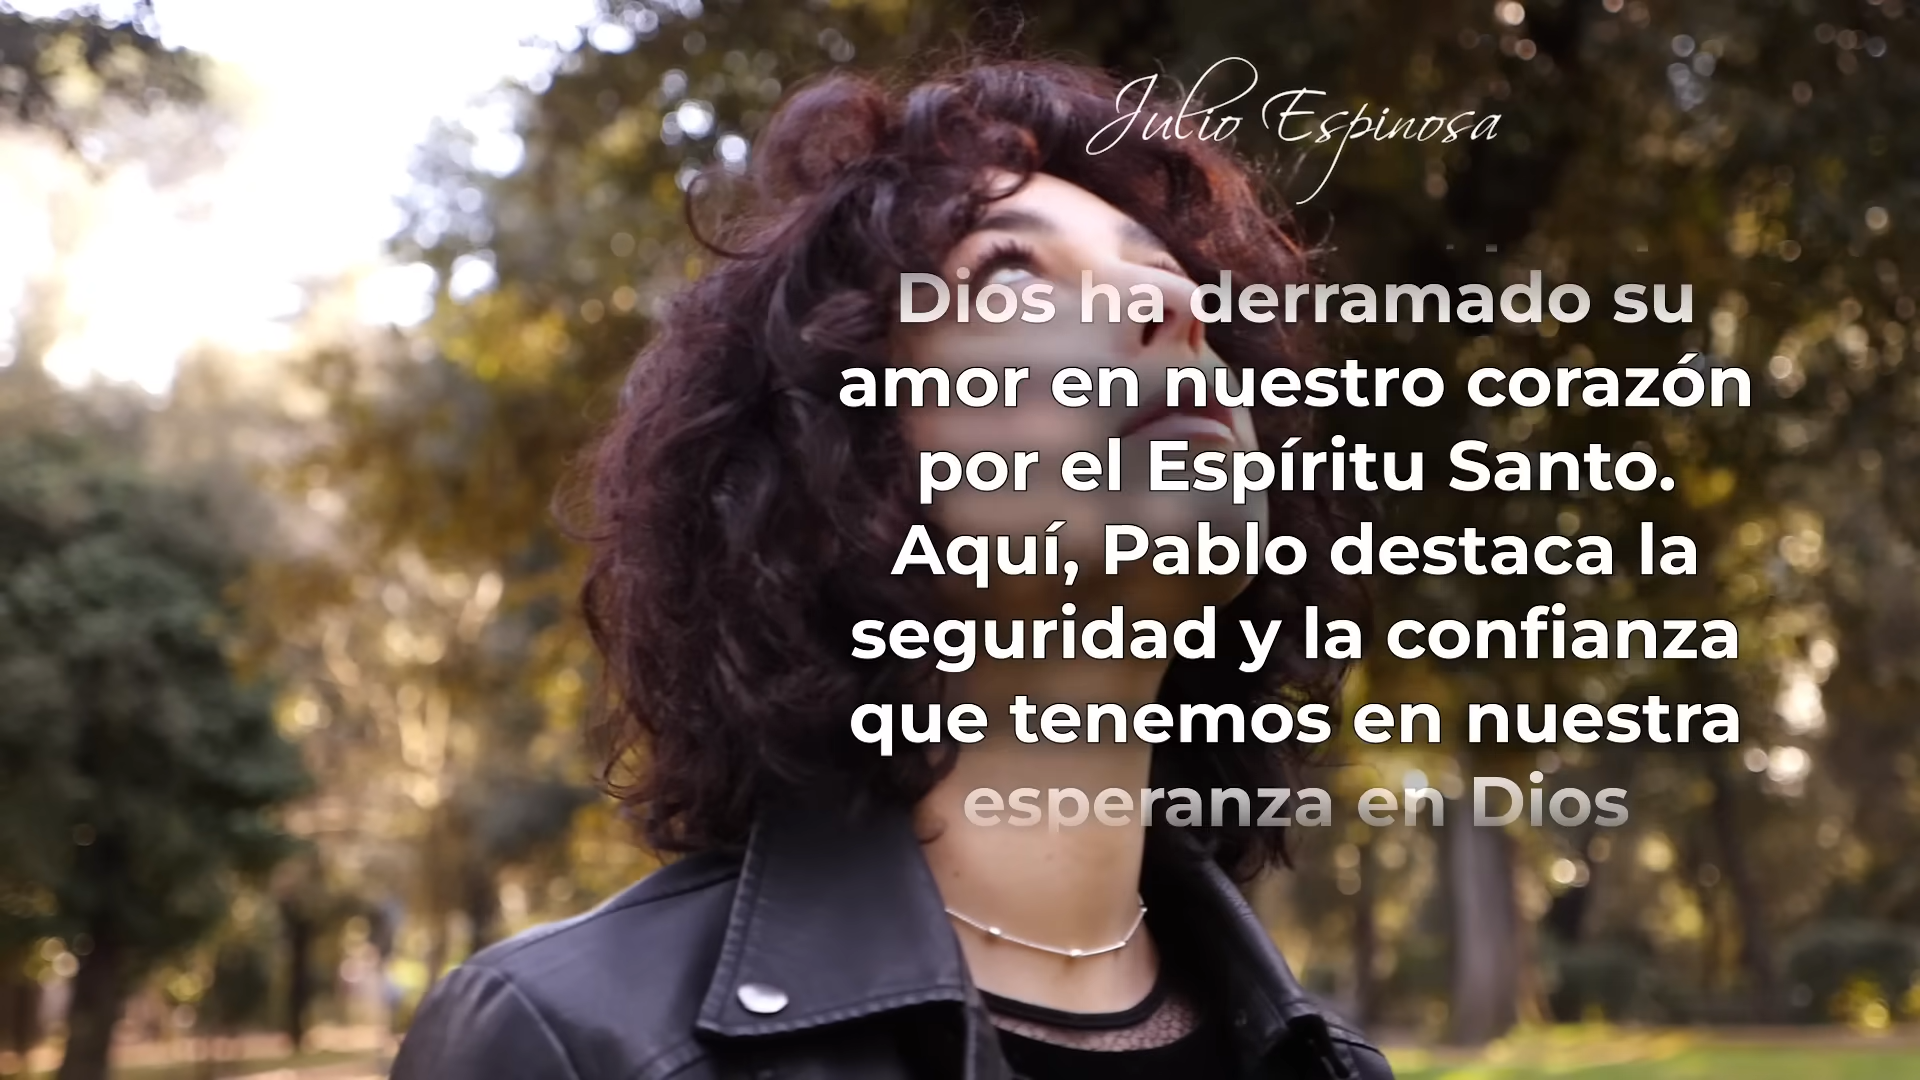 Julio Espinosa
Dios ha derramado su
amor en nuestro corazón
por el Espíritu Santo.
Aquí, Pablo destaca la
seguridad y la confianza
que tenemos en nuestra
esperanza en Dios